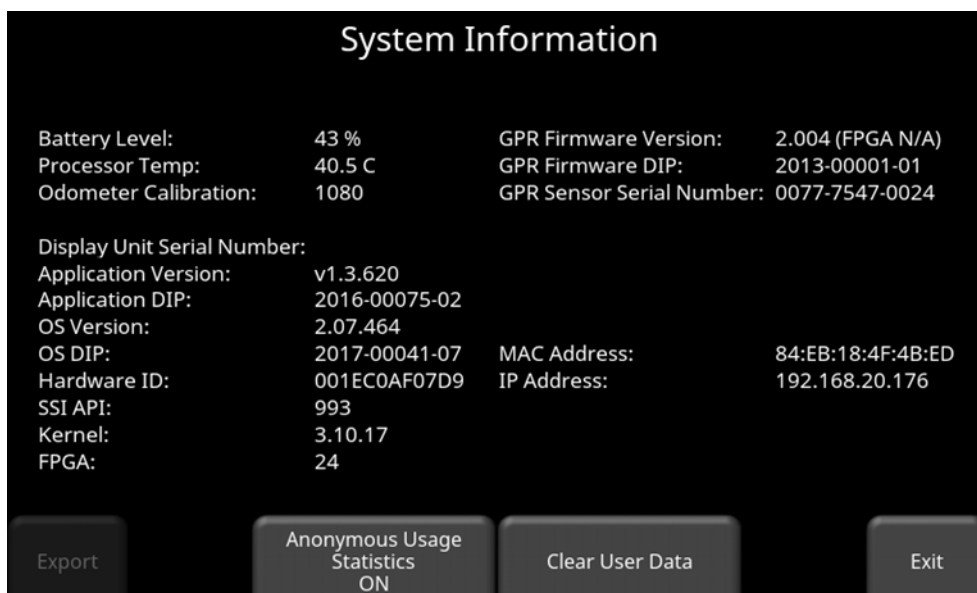 System Information
Battery Level: 43 % GPR Firmware Version: 2.004 (FPGA N/A)
Processor Temp: 40.5 C GPR Firmware DIP: 2013-00001-01
Odometer Calibration: 1080 GPR Sensor Serial Number: 0077-7547-0024
Display Unit Serial Number:
Application Version: v1.3.620
Application DIP: 2016-00075-02
OS Version: 2.07.464
OS DIP: 2017-00041-07 MAC Address: 84:EB:18:4F:4B:ED
Hardware ID: 001EC0AF07D9 IP Address: 192.168.20.176
SSI API: 993
Kernel: 3.10.17
FPGA: 24
Anonymous Usage
Export Statistics Clear User Data Exit
ON